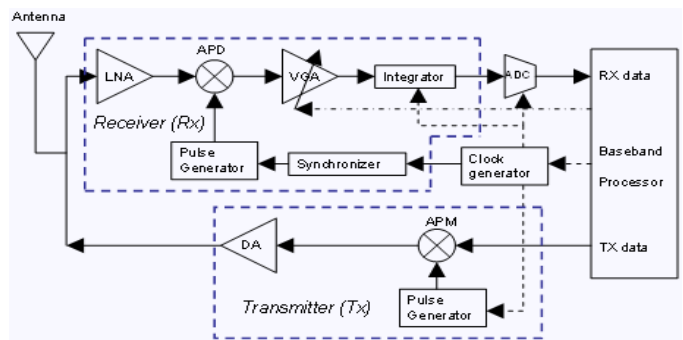 Antenna
APD
LNA
VGA
Integrator
ADC
RX data
Receiver (Rx)
Pulse
Generator
Synchronizer
Clock
generator
Baseband
Processor
APM
DA
TX data
Transmitter (Tx)
Pulse
Generator